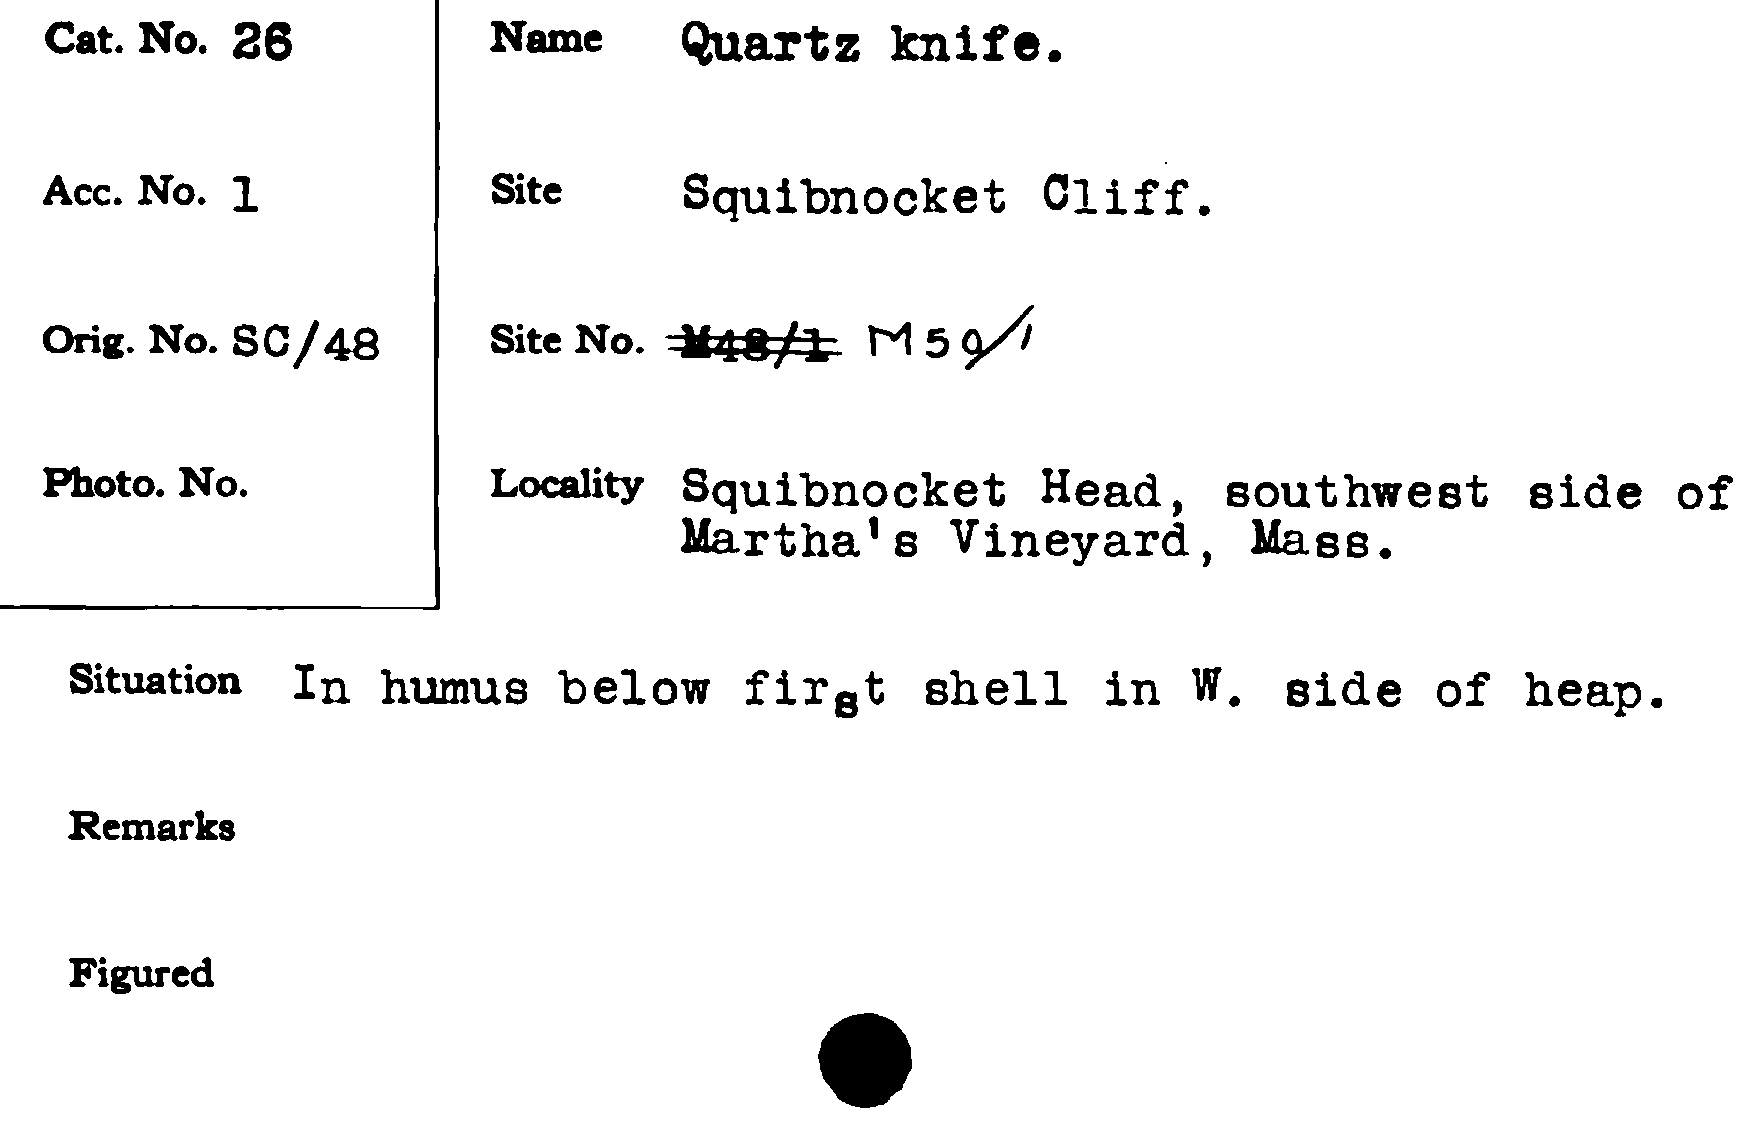 Cat. No. 26
Name Quartz knife.
Acc. No. 1
Site Squibnocket Cliff.
Orig. No. SC/48
Site No. M48/1 M50/1
Photo. No.
Locality Squibnocket Head, southwest side of
Martha's Vineyard, Mass.
Situation In humus below first shell in W. side of heap.
Remarks
Figured